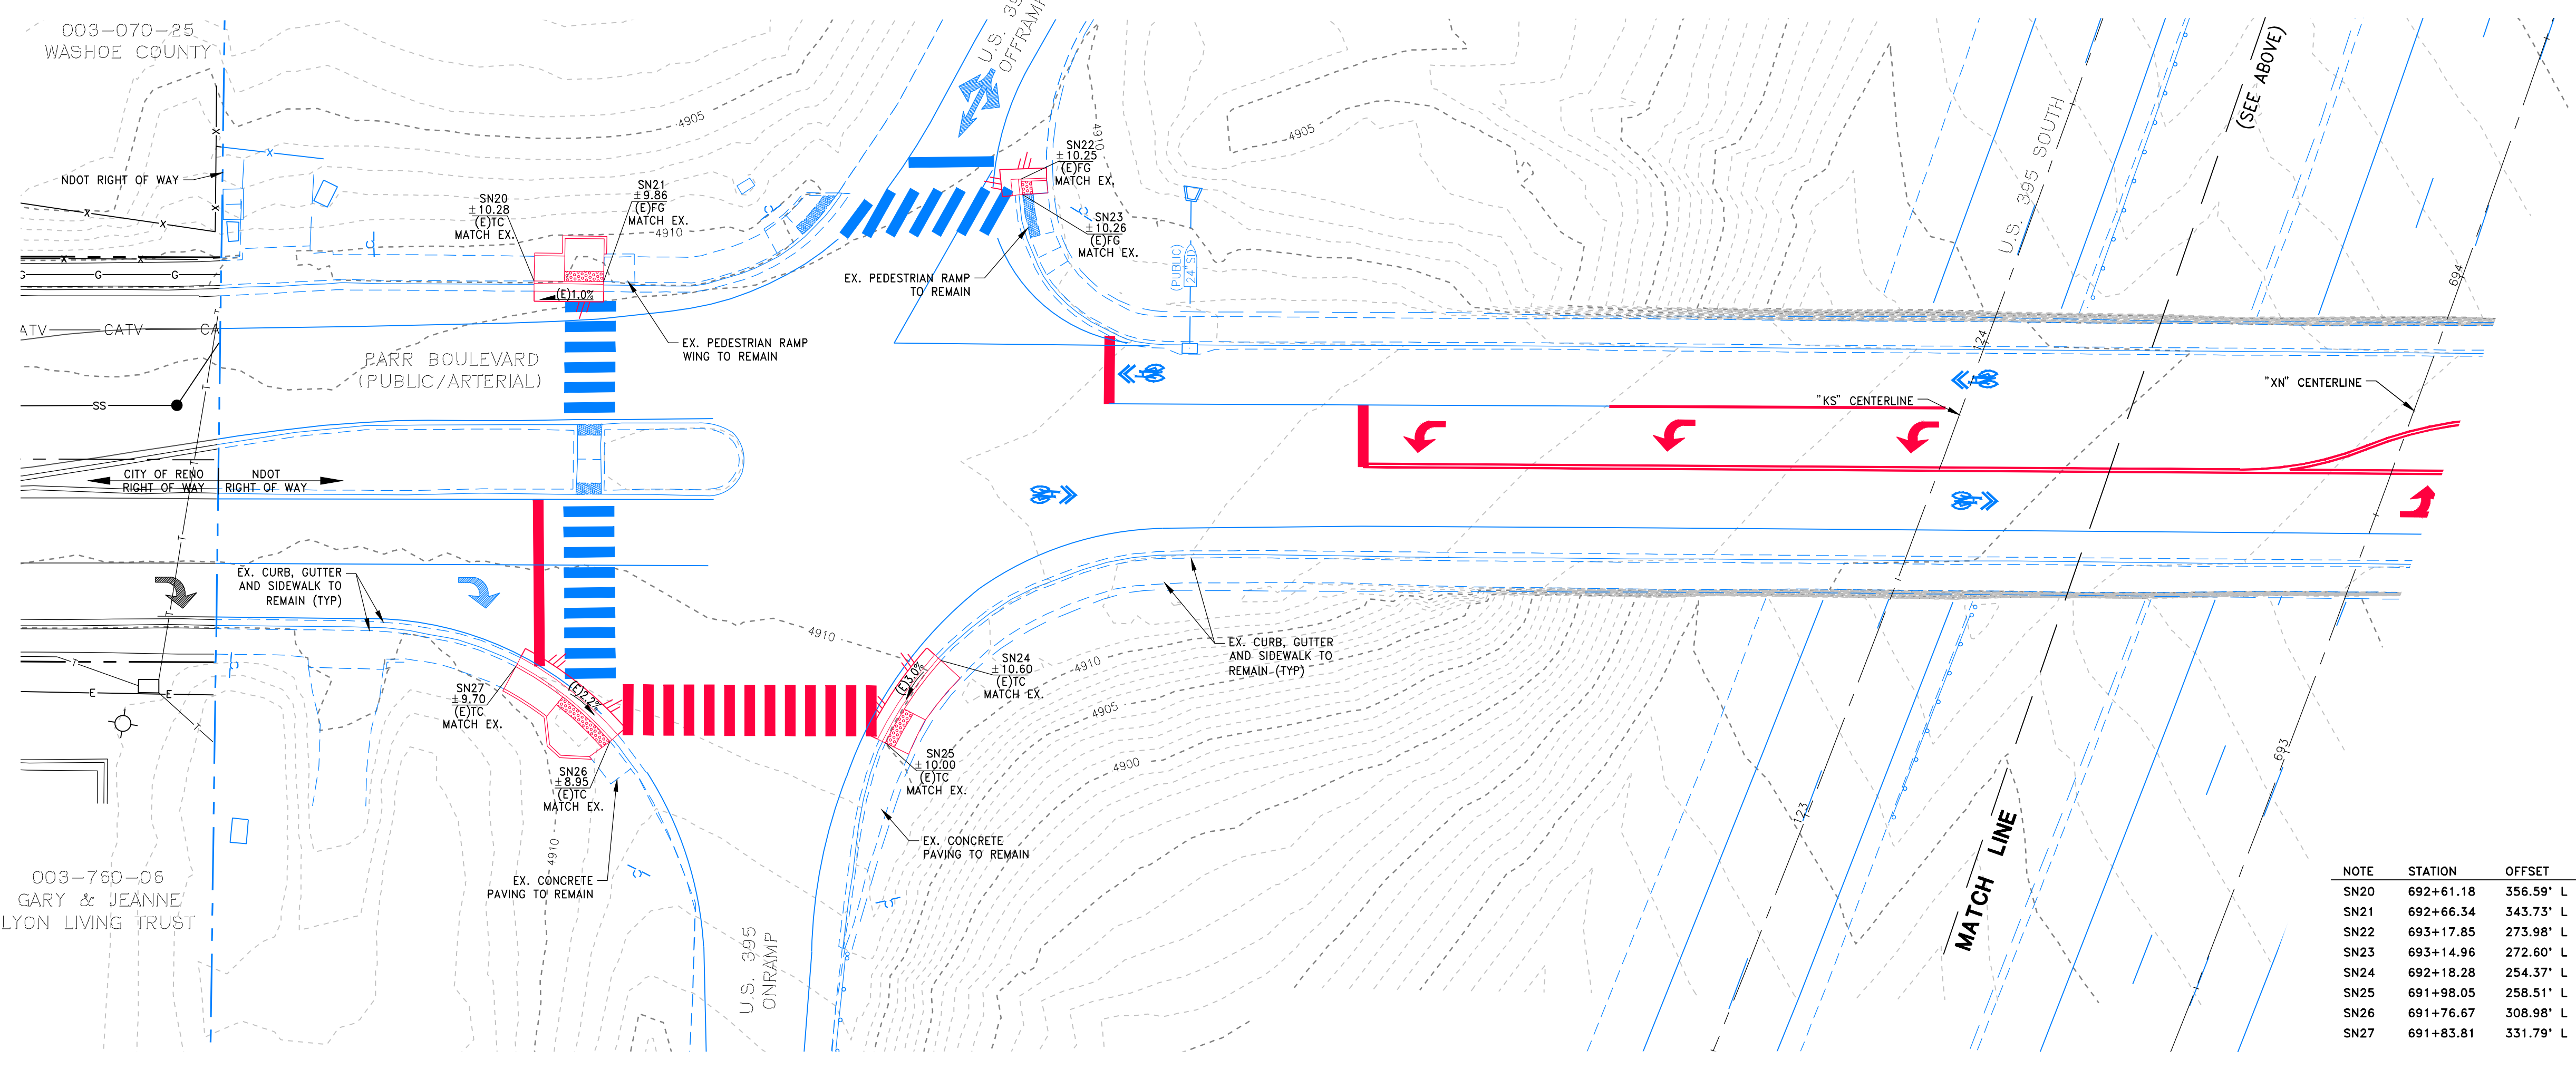 003-070-25
WASHOE COUNTY
NDOT RIGHT OF WAY
X
X
X
X
X
X
X
X
G
G
G
G
CATV
CATV
CA
SS
PARR BOULEVARD
(PUBLIC/ARTERIAL)
CITY OF RENO
RIGHT OF WAY
NDOT
RIGHT OF WAY
SN20
±10.28
(E)TC
MATCH EX.
SN21
±9.86
(E)FG
MATCH EX.
4905
4910
(E)1.0%
EX. PEDESTRIAN RAMP
WING TO REMAIN
U.S. 395
OFFRAMP
SN22
±10.25
(E)FG
MATCH EX.
4910
SN23
±10.26
(E)FG
MATCH EX.
EX. PEDESTRIAN RAMP
TO REMAIN
(PUBLIC)
24"SD
4905
U.S. 395 SOUTH
(SEE ABOVE)
694
124
"KS" CENTERLINE
"XN" CENTERLINE
EX. CURB, GUTTER
AND SIDEWALK TO
REMAIN (TYP)
T
T
T
T
T
T
E
E
SN27
±9.70
(E)TC
MATCH EX.
(E)2.2%
SN26
±8.95
(E)TC
MATCH EX.
4910
EX. CONCRETE
PAVING TO REMAIN
4910
(E)3.0%
SN24
±10.60
(E)TC
MATCH EX.
SN25
±10.00
(E)TC
MATCH EX.
EX. CONCRETE
PAVING TO REMAIN
EX. CURB, GUTTER
AND SIDEWALK TO
REMAIN (TYP)
4910
4905
4900
123
693
MATCH LINE
003-760-06
GARY & JEANNE
LYON LIVING TRUST
U.S. 395
ONRAMP
NOTE STATION OFFSET
SN20 692+61.18 356.59' L
SN21 692+66.34 343.73' L
SN22 693+17.85 273.98' L
SN23 693+14.96 272.60' L
SN24 692+18.28 254.37' L
SN25 691+98.05 258.51' L
SN26 691+76.67 308.98' L
SN27 691+83.81 331.79' L